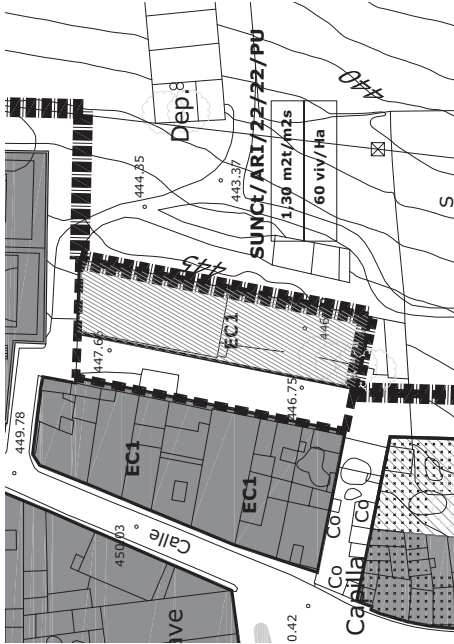 440
Dep.
SUNCt/ARI/22/22/PU
1,30 m2t/m2s
60 viv/Ha
444.35
443.37
S
445
EC1
446
447.66
446.75
449.78
EC1
EC1
450.03
Calle
Co
Co
Co
Capilla
ave
0.42